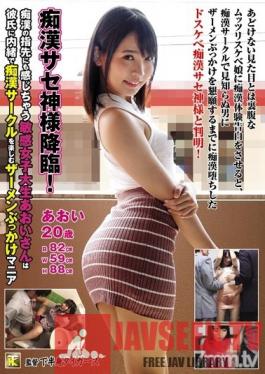 あどけない見た目とは裏腹な
ムッツリスケベ娘に痴漢体験告白をさせると、
痴漢サークルで見知らぬ男に
ザーメンぶっかけを懇願するまでに痴漢堕ちした
ドスケベ痴漢サセ神様と判明!
痴漢サセ神様降臨!
痴漢の指先にも感じちゃう敏感女子大生あおいさんは
彼氏に内緒で痴漢サークルを楽しむザーメンぶっかけマニア
あおい
20歳
B 82cm
W 59cm
H 88cm
JAVSEEN.TV
FREE JAV LIBRARY